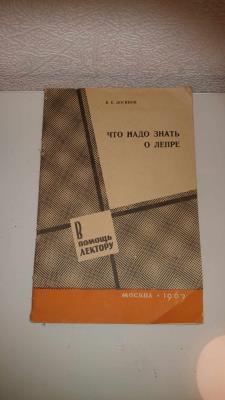 ЧТО НАДО ЗНАТЬ
О ЛЕПРЕ
В
ПОМОЩЬ
ЛЕКТОРУ
МОСКВА •